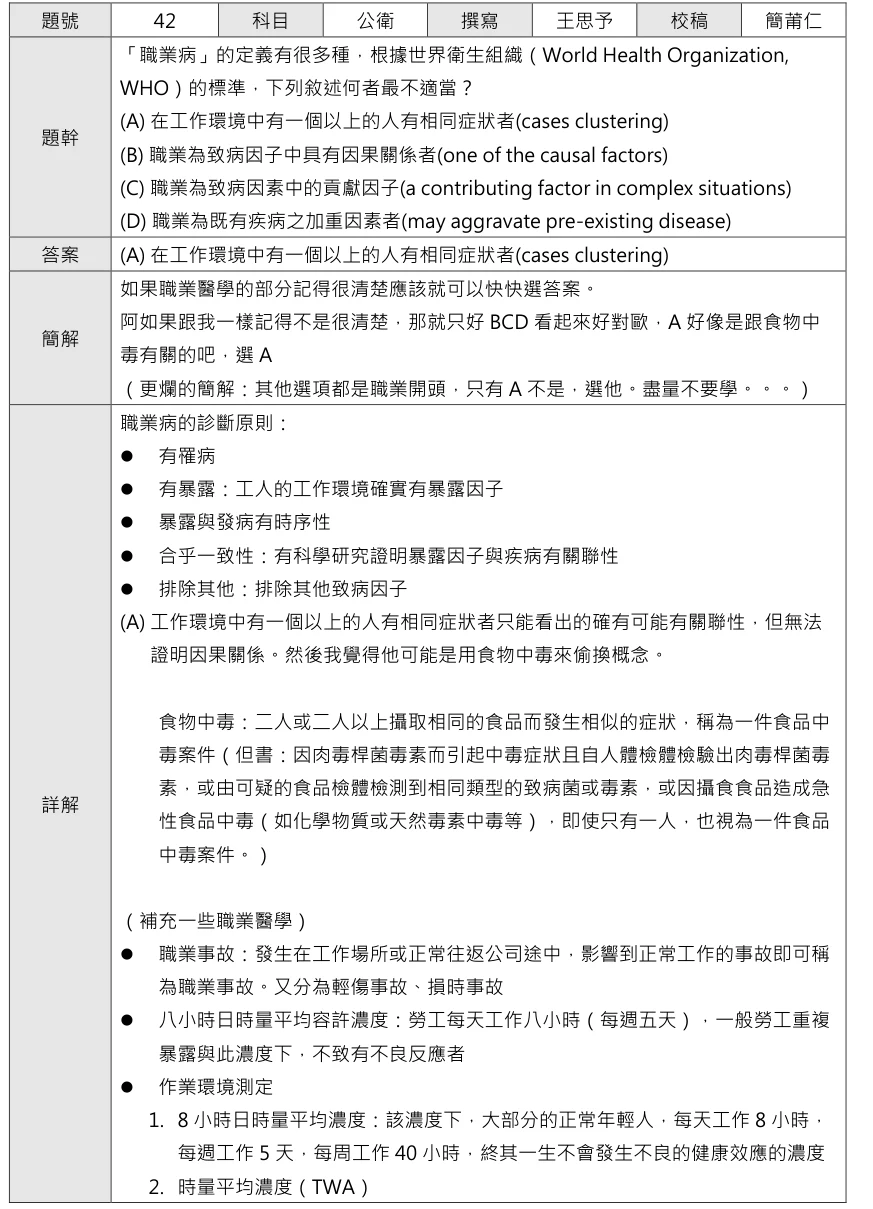 題號 42 科目 公衛 撰寫 王思予 校稿 簡莆仁
題幹
「職業病」的定義有很多種，根據世界衛生組織（World Health Organization,
WHO）的標準，下列敘述何者最不適當？
(A) 在工作環境中有一個以上的人有相同症狀者(cases clustering)
(B) 職業為致病因子中具有因果關係者(one of the causal factors)
(C) 職業為致病因素中的貢獻因子(a contributing factor in complex situations)
(D) 職業為既有疾病之加重因素者(may aggravate pre-existing disease)
答案 (A) 在工作環境中有一個以上的人有相同症狀者(cases clustering)
簡解
如果職業醫學的部分記得很清楚應該就可以快快選答案。
阿如果跟我一樣記得不是很清楚，那就只好 BCD 看起來好對歐，A 好像是跟食物中
毒有關的吧，選 A
（更爛的簡解：其他選項都是職業開頭，只有 A 不是，選他。盡量不要學。。。）
詳解
職業病的診斷原則：
● 有罹病
● 有暴露：工人的工作環境確實有暴露因子
● 暴露與發病有時序性
● 合乎一致性：有科學研究證明暴露因子與疾病有關聯性
● 排除其他：排除其他致病因子
(A) 工作環境中有一個以上的人有相同症狀者只能看出的確有可能有關聯性，但無法
證明因果關係。然後我覺得他可能是用食物中毒來偷換概念。
食物中毒：二人或二人以上攝取相同的食品而發生相似的症狀，稱為一件食品中
毒案件（但書：因肉毒桿菌毒素而引起中毒症狀且自人體檢體檢驗出肉毒桿菌毒
素，或由可疑的食品檢體檢測到相同類型的致病菌或毒素，或因攝食食品造成急
性食品中毒（如化學物質或天然毒素中毒等），即使只有一人，也視為一件食品
中毒案件。）
（補充一些職業醫學）
● 職業事故：發生在工作場所或正常往返公司途中，影響到正常工作的事故即可稱
為職業事故。又分為輕傷事故、損時事故
● 八小時日時量平均容許濃度：勞工每天工作八小時（每週五天），一般勞工重複
暴露與此濃度下，不致有不良反應者
● 作業環境測定
1. 8 小時日時量平均濃度：該濃度下，大部分的正常年輕人，每天工作 8 小時，
每週工作 5 天，每周工作 40 小時，終其一生不會發生不良的健康效應的濃度
2. 時量平均濃度（TWA）